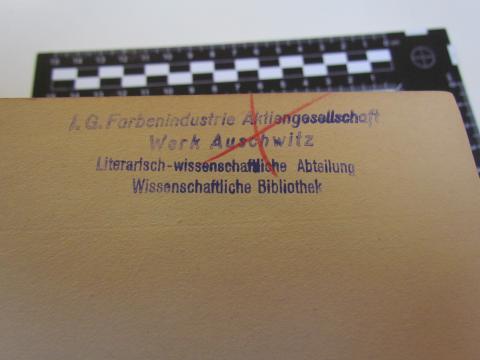 I. G. Farbenindustrie Aktiengesellschaft
Werk Auschwitz
Literarisch-wissenschaftliche Abteilung
Wissenschaftliche Bibliothek